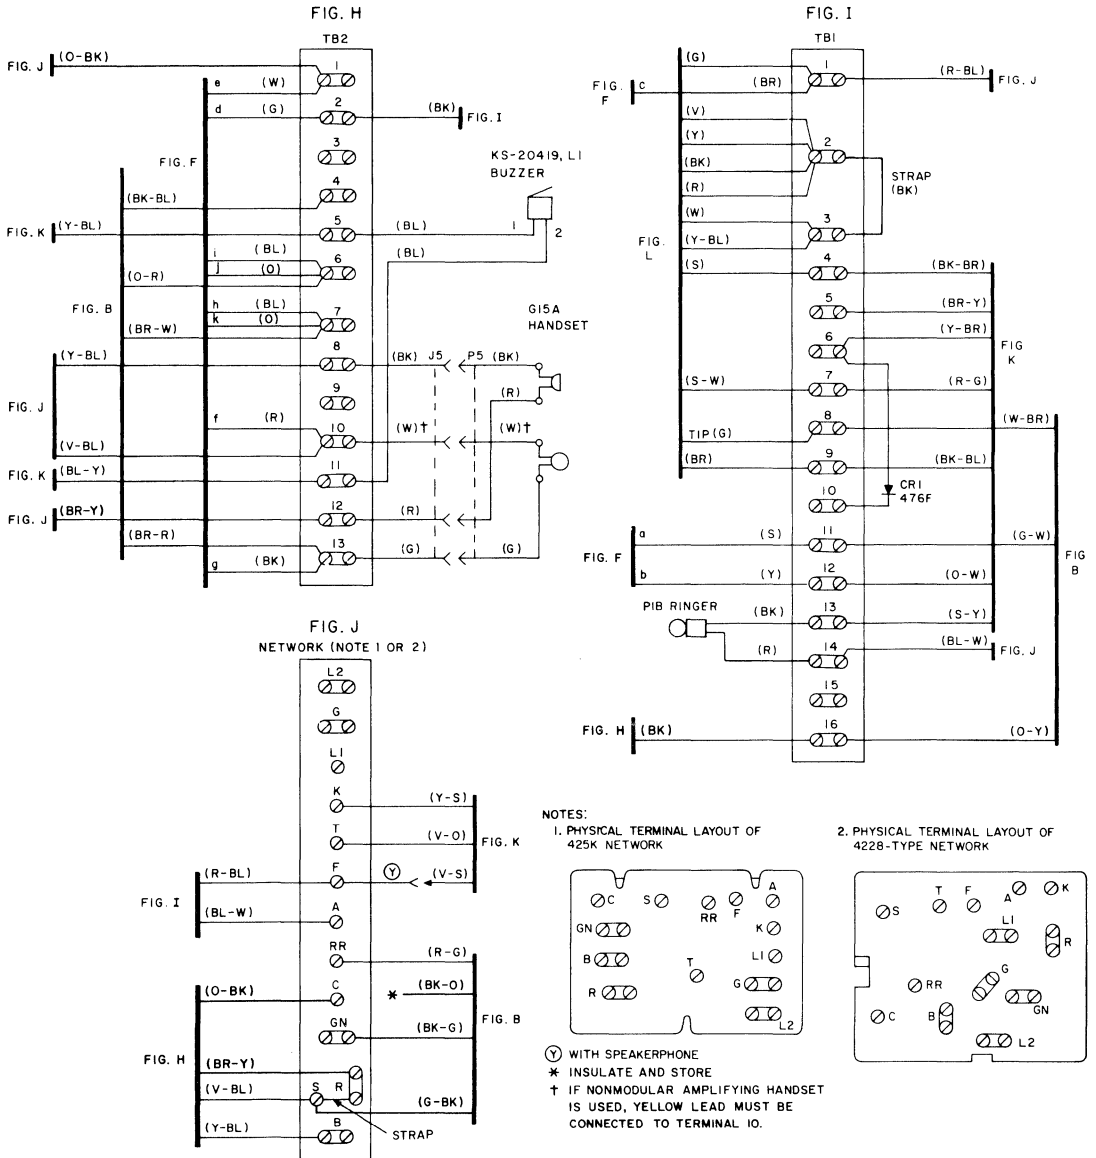 FIG. H
TB2
FIG. J
(O-BK)
1
e (W)
2
d (G)
(BK)
FIG. I
3
FIG. F
KS-20419, L1
BUZZER
4
(BK-BL)
FIG. K
(Y-BL)
5
(BL)
1
2
(BL)
i (BL)
6
j (O)
(O-R)
FIG. B
h (BL)
7
k (O)
(BR-W)
G15A
HANDSET
(Y-BL)
8
(BK)
J5
P5
(BK)
FIG. J
9
(R)
f (R)
10
(W)†
(W)†
(V-BL)
FIG. K
(BL-Y)
11
FIG. J
(BR-Y)
12
(R)
(BR-R)
13
(G)
(G)
g (BK)
FIG. I
TB1
(G)
1
(R-BL)
FIG. J
FIG.
F
c
(BR)
(V)
(Y)
2
(BK)
STRAP
(BK)
(R)
(W)
3
(Y-BL)
FIG.
L
(S)
4
(BK-BR)
5
(BR-Y)
(Y-BR)
6
FIG
K
(S-W)
7
(R-G)
8
(W-BR)
TIP (G)
(BR)
9
(BK-BL)
CR1
476F
10
a
(S)
11
(G-W)
FIG. F
FIG
B
b
(Y)
12
(O-W)
P1B RINGER
(BK)
13
(S-Y)
(R)
14
(BL-W)
FIG. J
15
FIG. H
(BK)
16
(O-Y)
FIG. J
NETWORK (NOTE 1 OR 2)
L2
G
L1
K
(Y-S)
T
(V-O)
FIG. K
F
Y
(V-S)
(R-BL)
FIG. I
(BL-W)
A
RR
(R-G)
(O-BK)
C
* (BK-O)
FIG. B
GN
(BK-G)
FIG. H
(BR-Y)
(V-BL)
S
R
(G-BK)
(Y-BL)
B
STRAP
NOTES:
1. PHYSICAL TERMINAL LAYOUT OF
425K NETWORK
C
S
RR
F
A
GN
K
B
L1
T
R
G
L2
2. PHYSICAL TERMINAL LAYOUT OF
4228-TYPE NETWORK
S
T
F
A
K
L1
R
RR
G
C
B
GN
L2
Y WITH SPEAKERPHONE
* INSULATE AND STORE
† IF NONMODULAR AMPLIFYING HANDSET
IS USED, YELLOW LEAD MUST BE
CONNECTED TO TERMINAL 10.